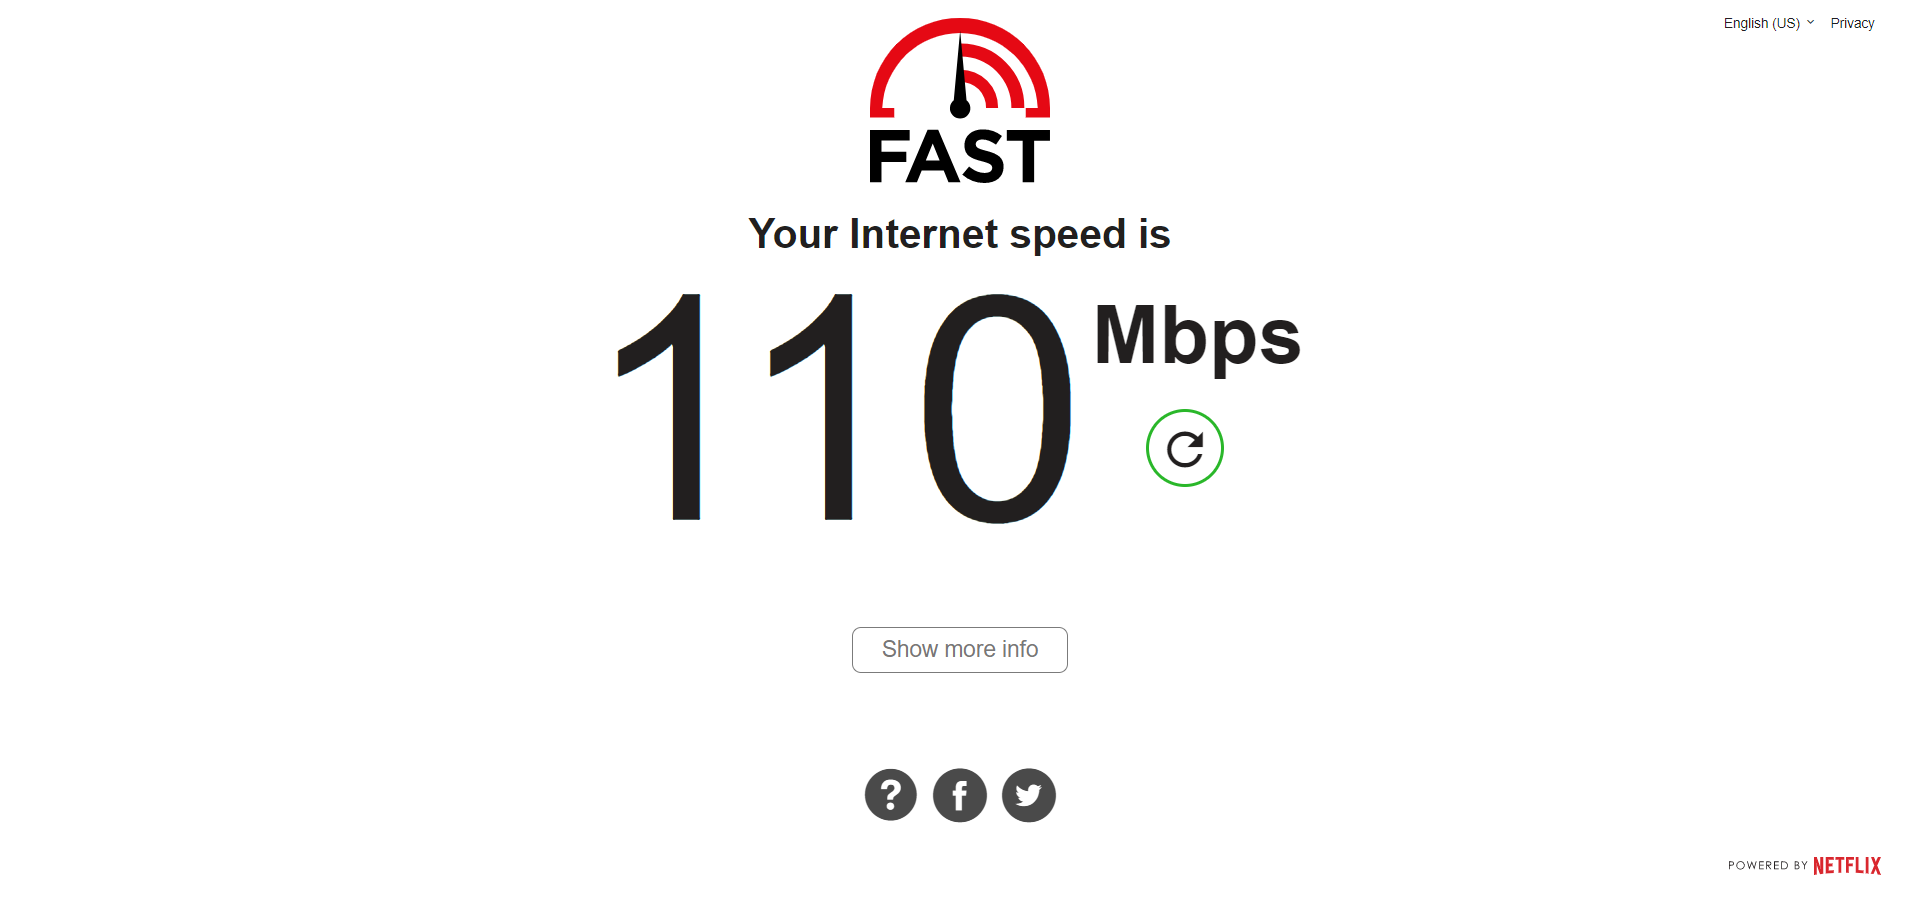 English (US) Privacy
FAST
Your Internet speed is
110 Mbps
Show more info
POWERED BY NETFLIX